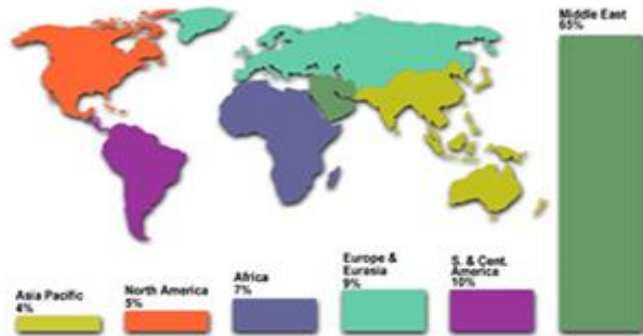 Middle East
65%
Asia Pacific
4%
North America
5%
Africa
7%
Europe &
Eurasia
9%
S. & Cent.
America
10%